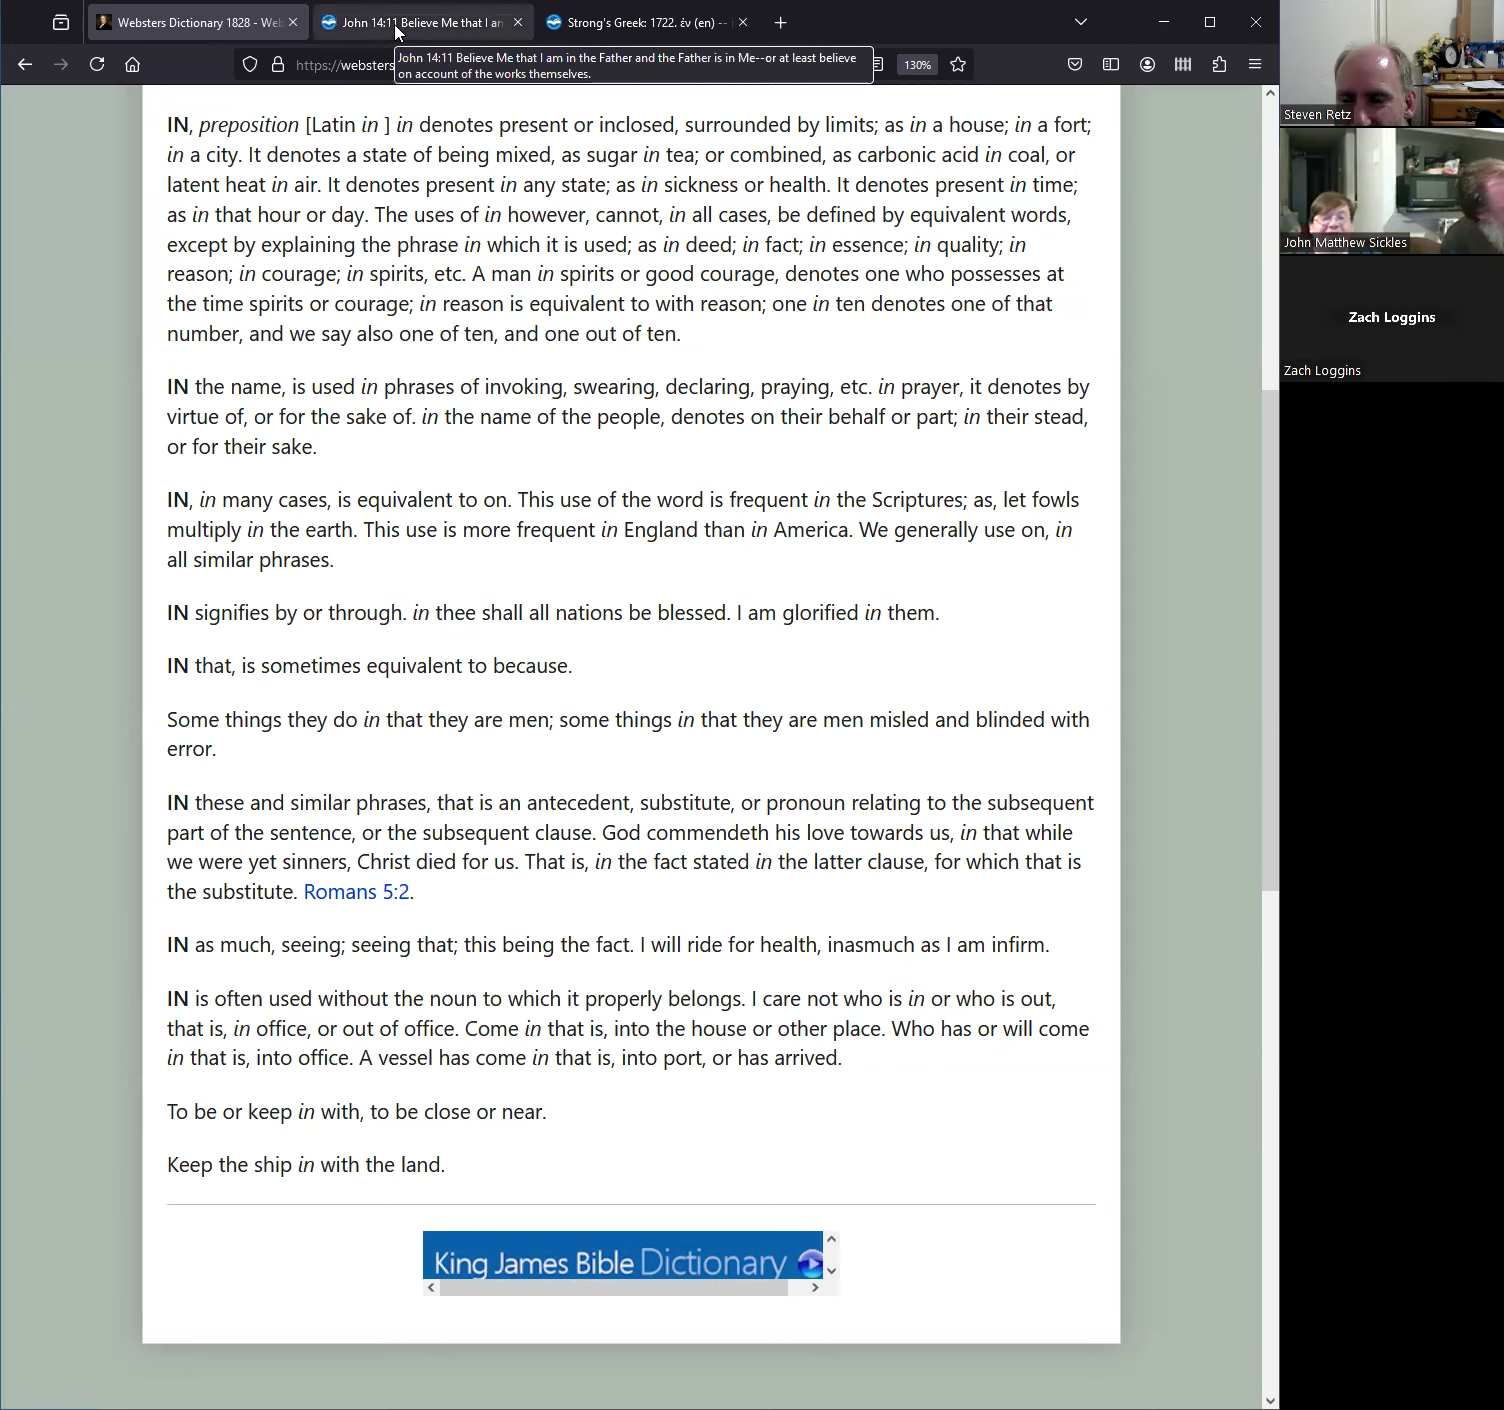 Websters Dictionary 1828 - Web
John 14:11 Believe Me that I am
Strong's Greek: 1722. ἐν (en) --
https://websters
130%
John 14:11 Believe Me that I am in the Father and the Father is in Me--or at least believe
on account of the works themselves.
IN, preposition [Latin in ] in denotes present or inclosed, surrounded by limits; as in a house; in a fort;
in a city. It denotes a state of being mixed, as sugar in tea; or combined, as carbonic acid in coal, or
latent heat in air. It denotes present in any state; as in sickness or health. It denotes present in time;
as in that hour or day. The uses of in however, cannot, in all cases, be defined by equivalent words,
except by explaining the phrase in which it is used; as in deed; in fact; in essence; in quality; in
reason; in courage; in spirits, etc. A man in spirits or good courage, denotes one who possesses at
the time spirits or courage; in reason is equivalent to with reason; one in ten denotes one of that
number, and we say also one of ten, and one out of ten.
IN the name, is used in phrases of invoking, swearing, declaring, praying, etc. in prayer, it denotes by
virtue of, or for the sake of. in the name of the people, denotes on their behalf or part; in their stead,
or for their sake.
IN, in many cases, is equivalent to on. This use of the word is frequent in the Scriptures; as, let fowls
multiply in the earth. This use is more frequent in England than in America. We generally use on, in
all similar phrases.
IN signifies by or through. in thee shall all nations be blessed. I am glorified in them.
IN that, is sometimes equivalent to because.
Some things they do in that they are men; some things in that they are men misled and blinded with
error.
IN these and similar phrases, that is an antecedent, substitute, or pronoun relating to the subsequent
part of the sentence, or the subsequent clause. God commendeth his love towards us, in that while
we were yet sinners, Christ died for us. That is, in the fact stated in the latter clause, for which that is
the substitute. Romans 5:2.
IN as much, seeing; seeing that; this being the fact. I will ride for health, inasmuch as I am infirm.
IN is often used without the noun to which it properly belongs. I care not who is in or who is out,
that is, in office, or out of office. Come in that is, into the house or other place. Who has or will come
in that is, into office. A vessel has come in that is, into port, or has arrived.
To be or keep in with, to be close or near.
Keep the ship in with the land.
King James Bible Dictionary
Steven Retz
John Matthew Sickles
Zach Loggins
Zach Loggins